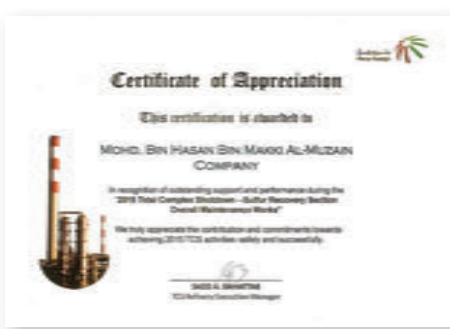 Certificate of Appreciation
This certification is awarded to
MOHD. BIN HASAN BIN MAKKI AL-MUZAIN
COMPANY
In recognition of outstanding support and performance during the
"2015 Total Complex Shutdown - Sulfur Recovery Section
Overall Maintenance Works"
We truly appreciate the contribution and commitments towards
achieving 2015 TCS activities safely and successfully.